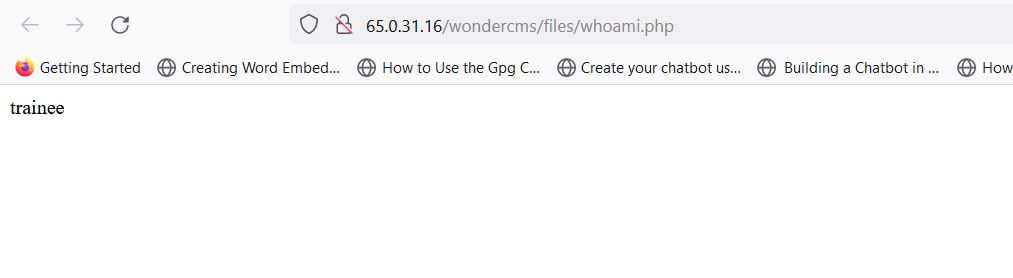 65.0.31.16/wondercms/files/whoami.php
Getting Started Creating Word Embed... How to Use the Gpg C... Create your chatbot us... Building a Chatbot in ... How
trainee